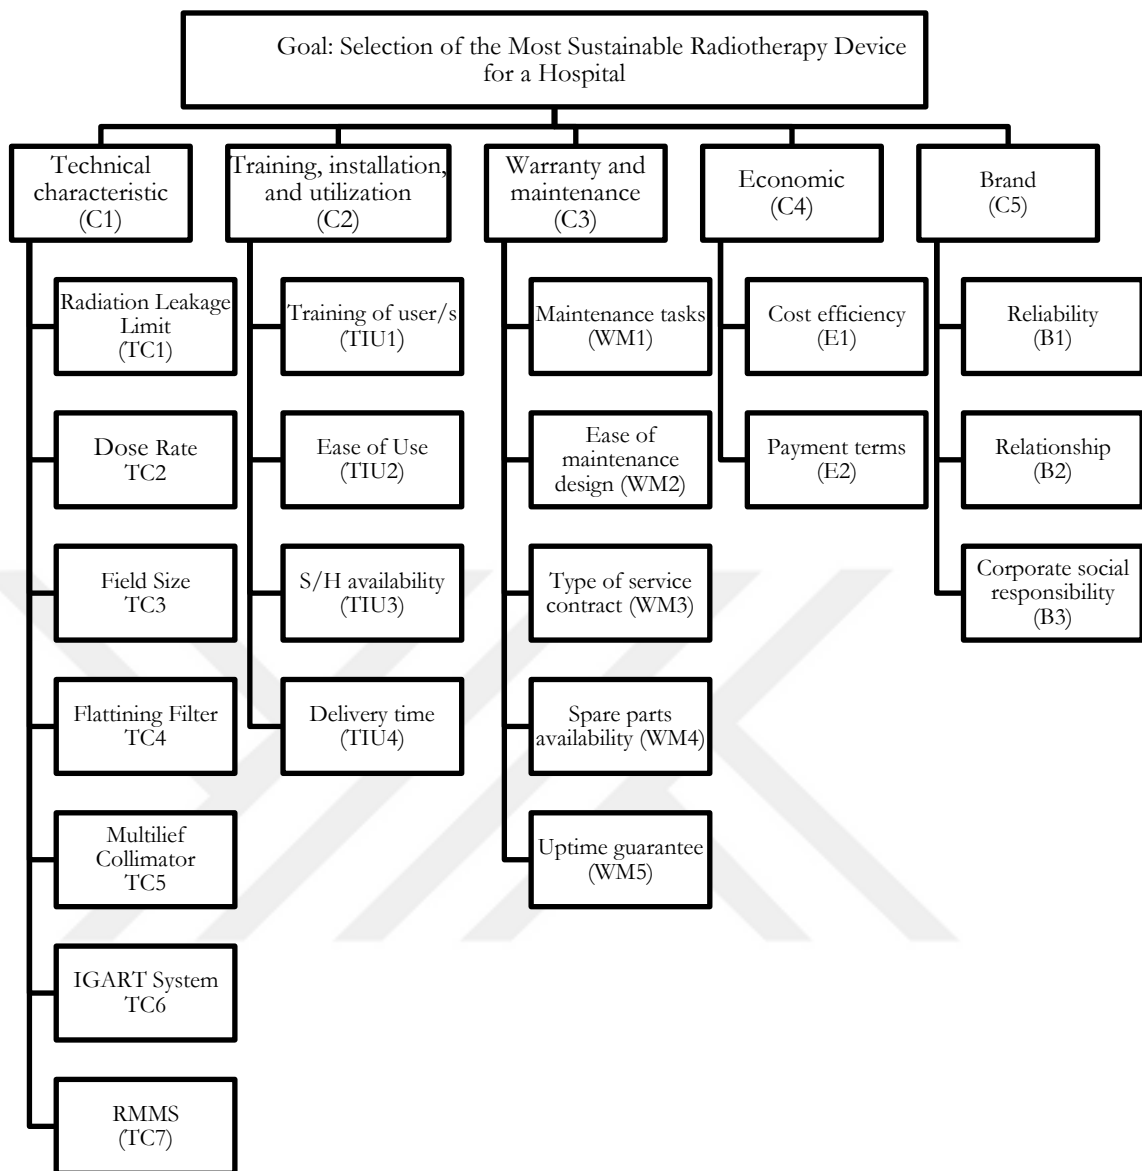 Goal: Selection of the Most Sustainable Radiotherapy Device
for a Hospital
Technical
characteristic
(C1)
Training, installation,
and utilization
(C2)
Warranty and
maintenance
(C3)
Economic
(C4)
Brand
(C5)
Radiation Leakage
Limit
(TC1)
Dose Rate
TC2
Field Size
TC3
Flattining Filter
TC4
Multilief
Collimator
TC5
IGART System
TC6
RMMS
(TC7)
Training of user/s
(TIU1)
Ease of Use
(TIU2)
S/H availability
(TIU3)
Delivery time
(TIU4)
Maintenance tasks
(WM1)
Ease of
maintenance
design (WM2)
Type of service
contract (WM3)
Spare parts
availability (WM4)
Uptime guarantee
(WM5)
Cost efficiency
(E1)
Payment terms
(E2)
Reliability
(B1)
Relationship
(B2)
Corporate social
responsibility
(B3)